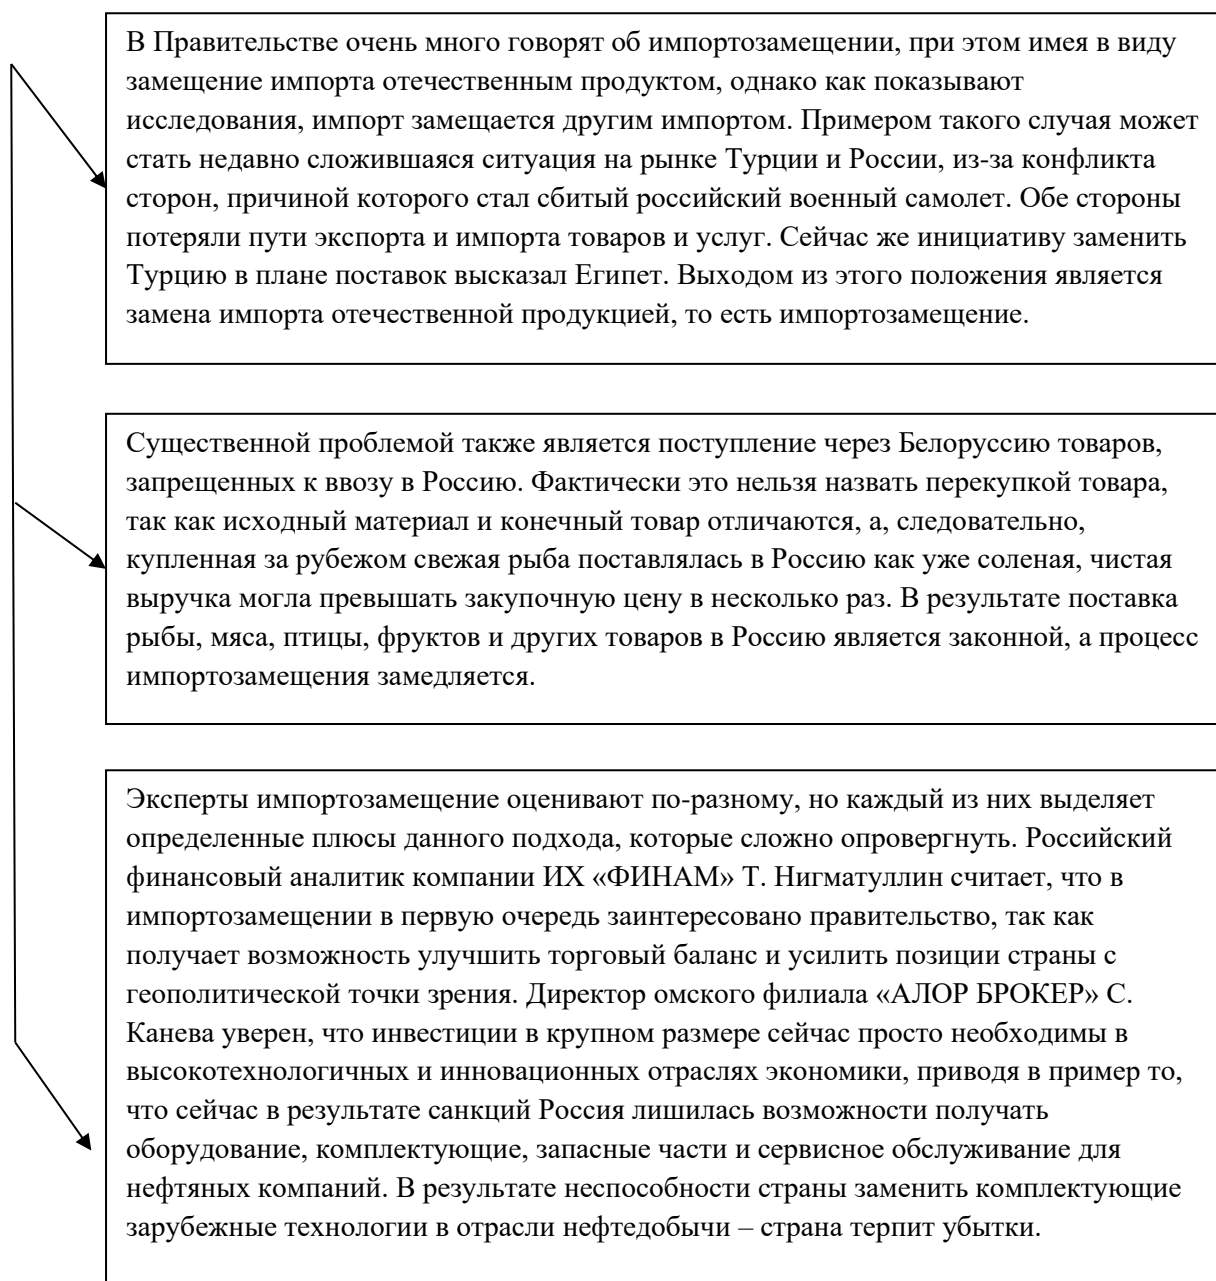 В Правительстве очень много говорят об импортозамещении, при этом имея в виду
замещение импорта отечественным продуктом, однако как показывают
исследования, импорт замещается другим импортом. Примером такого случая может
стать недавно сложившаяся ситуация на рынке Турции и России, из-за конфликта
сторон, причиной которого стал сбитый российский военный самолет. Обе стороны
потеряли пути экспорта и импорта товаров и услуг. Сейчас же инициативу заменить
Турцию в плане поставок высказал Египет. Выходом из этого положения является
замена импорта отечественной продукцией, то есть импортозамещение.
Существенной проблемой также является поступление через Белоруссию товаров,
запрещенных к ввозу в Россию. Фактически это нельзя назвать перекупкой товара,
так как исходный материал и конечный товар отличаются, а, следовательно,
купленная за рубежом свежая рыба поставлялась в Россию как уже соленая, чистая
выручка могла превышать закупочную цену в несколько раз. В результате поставка
рыбы, мяса, птицы, фруктов и других товаров в Россию является законной, а процесс
импортозамещения замедляется.
Эксперты импортозамещение оценивают по-разному, но каждый из них выделяет
определенные плюсы данного подхода, которые сложно опровергнуть. Российский
финансовый аналитик компании ИХ «ФИНАМ» Т. Нигматуллин считает, что в
импортозамещении в первую очередь заинтересовано правительство, так как
получает возможность улучшить торговый баланс и усилить позиции страны с
геополитической точки зрения. Директор омского филиала «АЛОР БРОКЕР» С.
Канева уверен, что инвестиции в крупном размере сейчас просто необходимы в
высокотехнологичных и инновационных отраслях экономики, приводя в пример то,
что сейчас в результате санкций Россия лишилась возможности получать
оборудование, комплектующие, запасные части и сервисное обслуживание для
нефтяных компаний. В результате неспособности страны заменить комплектующие
зарубежные технологии в отрасли нефтедобычи – страна терпит убытки.